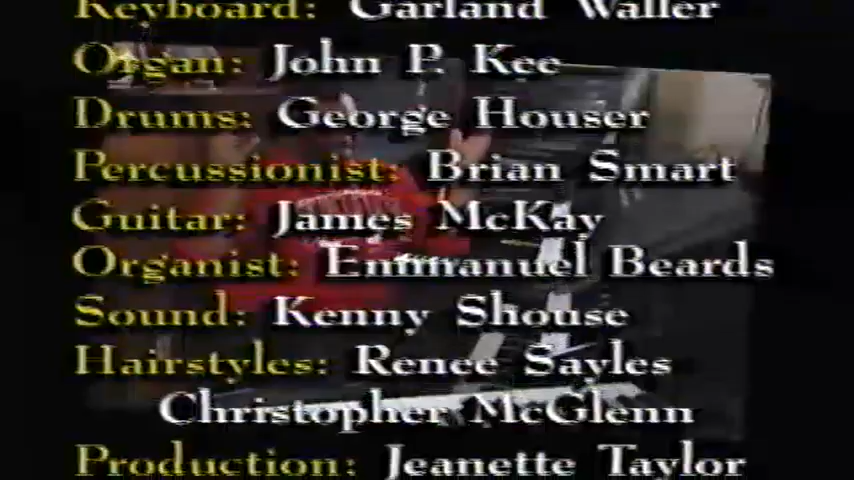 Keyboard: Garland Waller
Organ: John P. Kee
Drums: George Houser
Percussionist: Brian Smart
Guitar: James McKay
Organist: Emmanuel Beards
Sound: Kenny Shouse
Hairstyles: Renee Sayles
Christopher McGlenn
Production: Jeanette Taylor